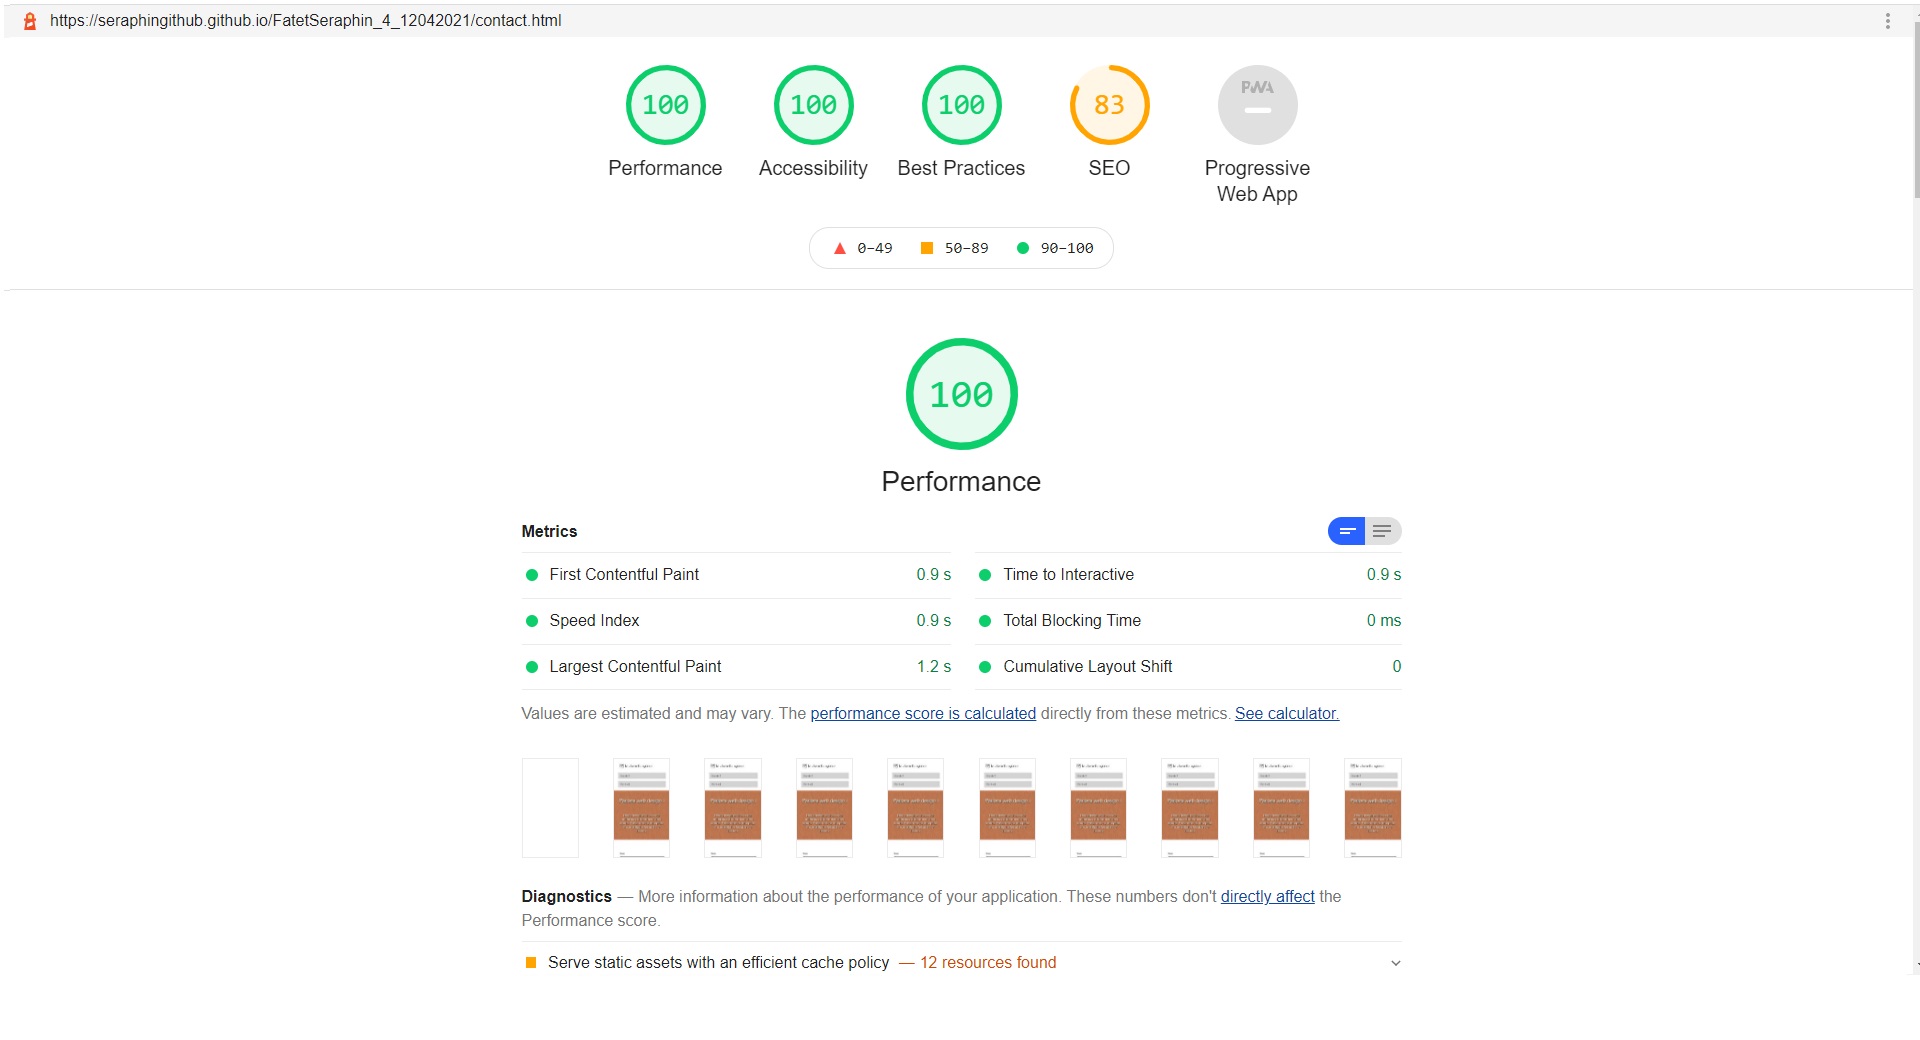 https://seraphingithub.github.io/FatetSeraphin_4_12042021/contact.html
100 100 100 83 PWA
Performance Accessibility Best Practices SEO Progressive
Web App
0–49 50–89 90–100
100
Performance
Metrics
First Contentful Paint 0.9 s Time to Interactive 0.9 s
Speed Index 0.9 s Total Blocking Time 0 ms
Largest Contentful Paint 1.2 s Cumulative Layout Shift 0
Values are estimated and may vary. The performance score is calculated directly from these metrics. See calculator.
Diagnostics — More information about the performance of your application. These numbers don't directly affect the
Performance score.
Serve static assets with an efficient cache policy — 12 resources found